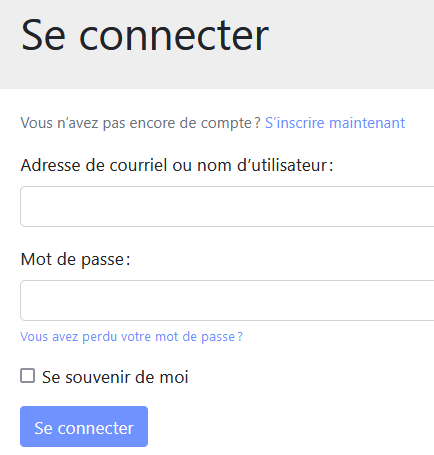 Se connecter
Vous n’avez pas encore de compte ? S’inscrire maintenant
Adresse de courriel ou nom d’utilisateur :
Mot de passe :
Vous avez perdu votre mot de passe ?
Se souvenir de moi
Se connecter